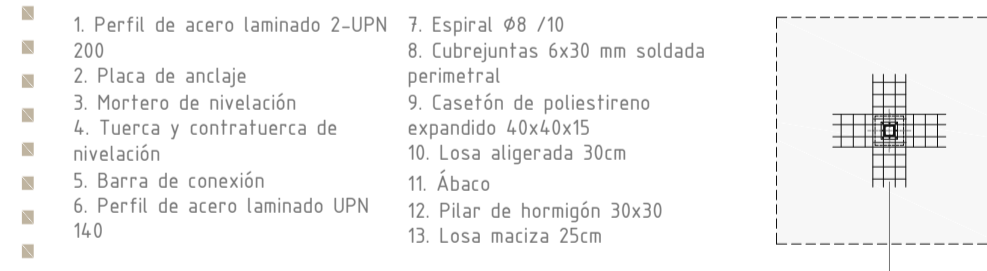 1. Perfil de acero laminado 2-UPN
200
2. Placa de anclaje
3. Mortero de nivelación
4. Tuerca y contratuerca de
nivelación
5. Barra de conexión
6. Perfil de acero laminado UPN
140
7. Espiral Φ8 /10
8. Cubrejuntas 6x30 mm soldada
perimetral
9. Casetón de poliestireno
expandido 40x40x15
10. Losa aligerada 30cm
11. Ábaco
12. Pilar de hormigón 30x30
13. Losa maciza 25cm